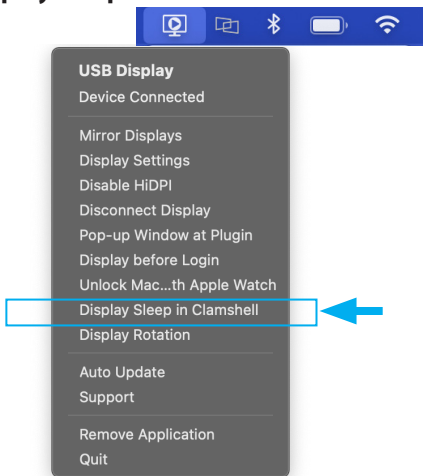 USB Display
Device Connected
Mirror Displays
Display Settings
Disable HiDPI
Disconnect Display
Pop-up Window at Plugin
Display before Login
Unlock Mac...th Apple Watch
Display Sleep in Clamshell
Display Rotation
Auto Update
Support
Remove Application
Quit